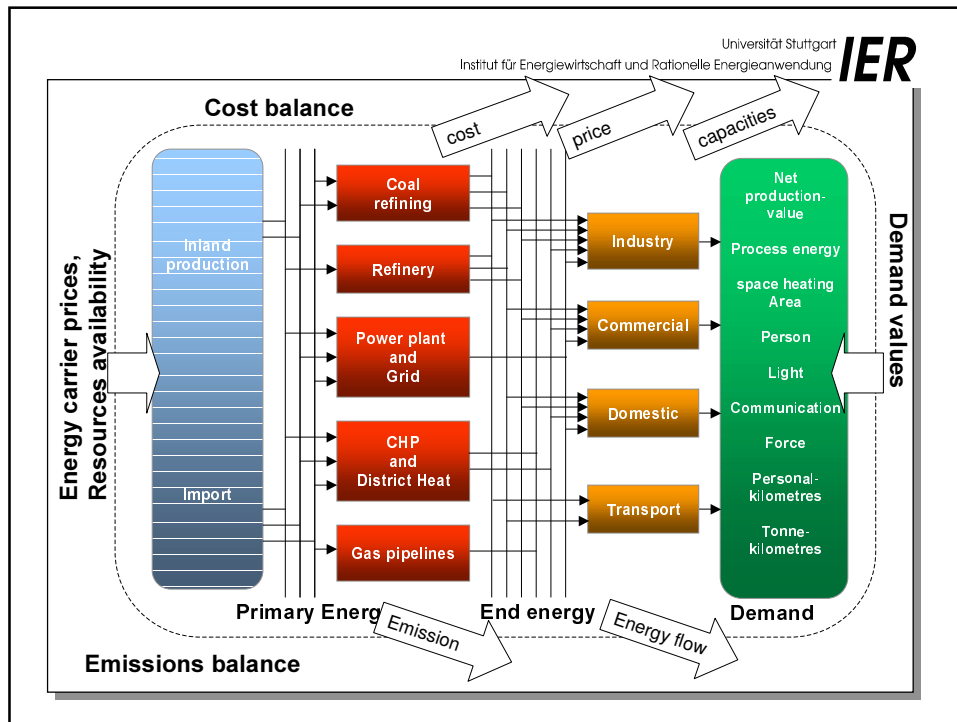 Universität Stuttgart
Institut für Energiewirtschaft und Rationelle Energieanwendung
IER
Cost balance
cost
price
capacities
Energy carrier prices,
Resources availability
Inland
production
Import
Coal
refining
Refinery
Power plant
and
Grid
CHP
and
District Heat
Gas pipelines
Industry
Commercial
Domestic
Transport
Net
production-
value
Process energy
space heating
Area
Person
Light
Communication
Force
Personal-
kilometres
Tonne-
kilometres
Demand values
Primary Energ
End energy
Demand
Emission
Energy flow
Emissions balance